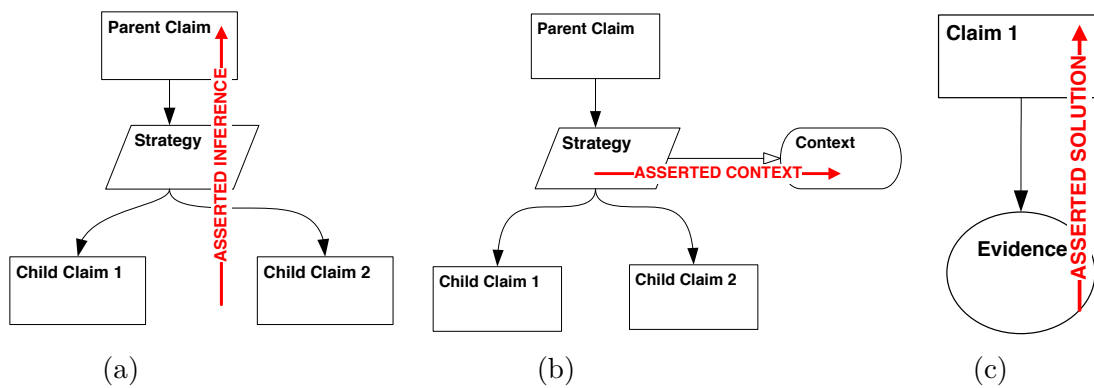 Parent Claim
Strategy
Child Claim 1
Child Claim 2
ASSERTED INFERENCE
(a)
Parent Claim
Strategy
Context
ASSERTED CONTEXT
Child Claim 1
Child Claim 2
(b)
Claim 1
Evidence
ASSERTED SOLUTION
(c)